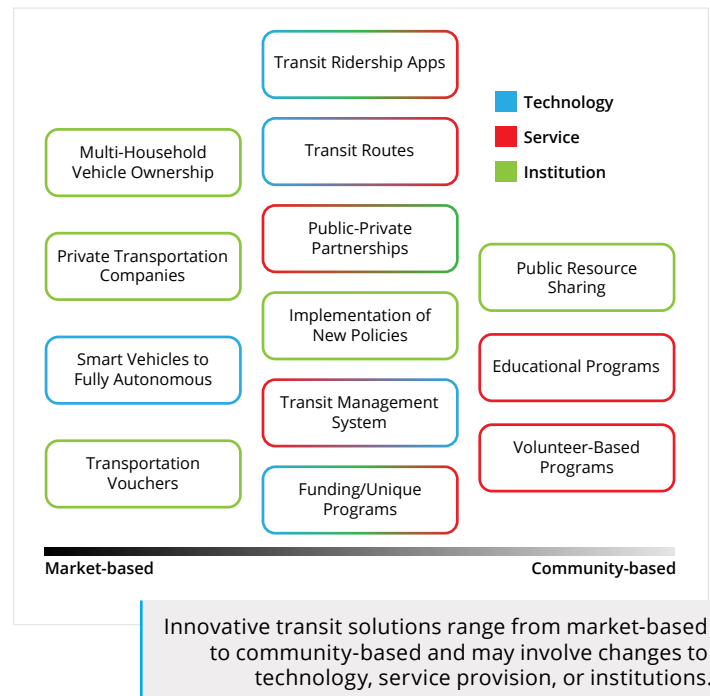 Transit Ridership Apps
Technology
Service
Institution
Multi-Household
Vehicle Ownership
Transit Routes
Private Transportation
Companies
Public-Private
Partnerships
Public Resource
Sharing
Implementation of
New Policies
Smart Vehicles to
Fully Autonomous
Educational Programs
Transit Management
System
Transportation
Vouchers
Volunteer-Based
Programs
Funding/Unique
Programs
Market-based
Community-based
Innovative transit solutions range from market-based
to community-based and may involve changes to
technology, service provision, or institutions.